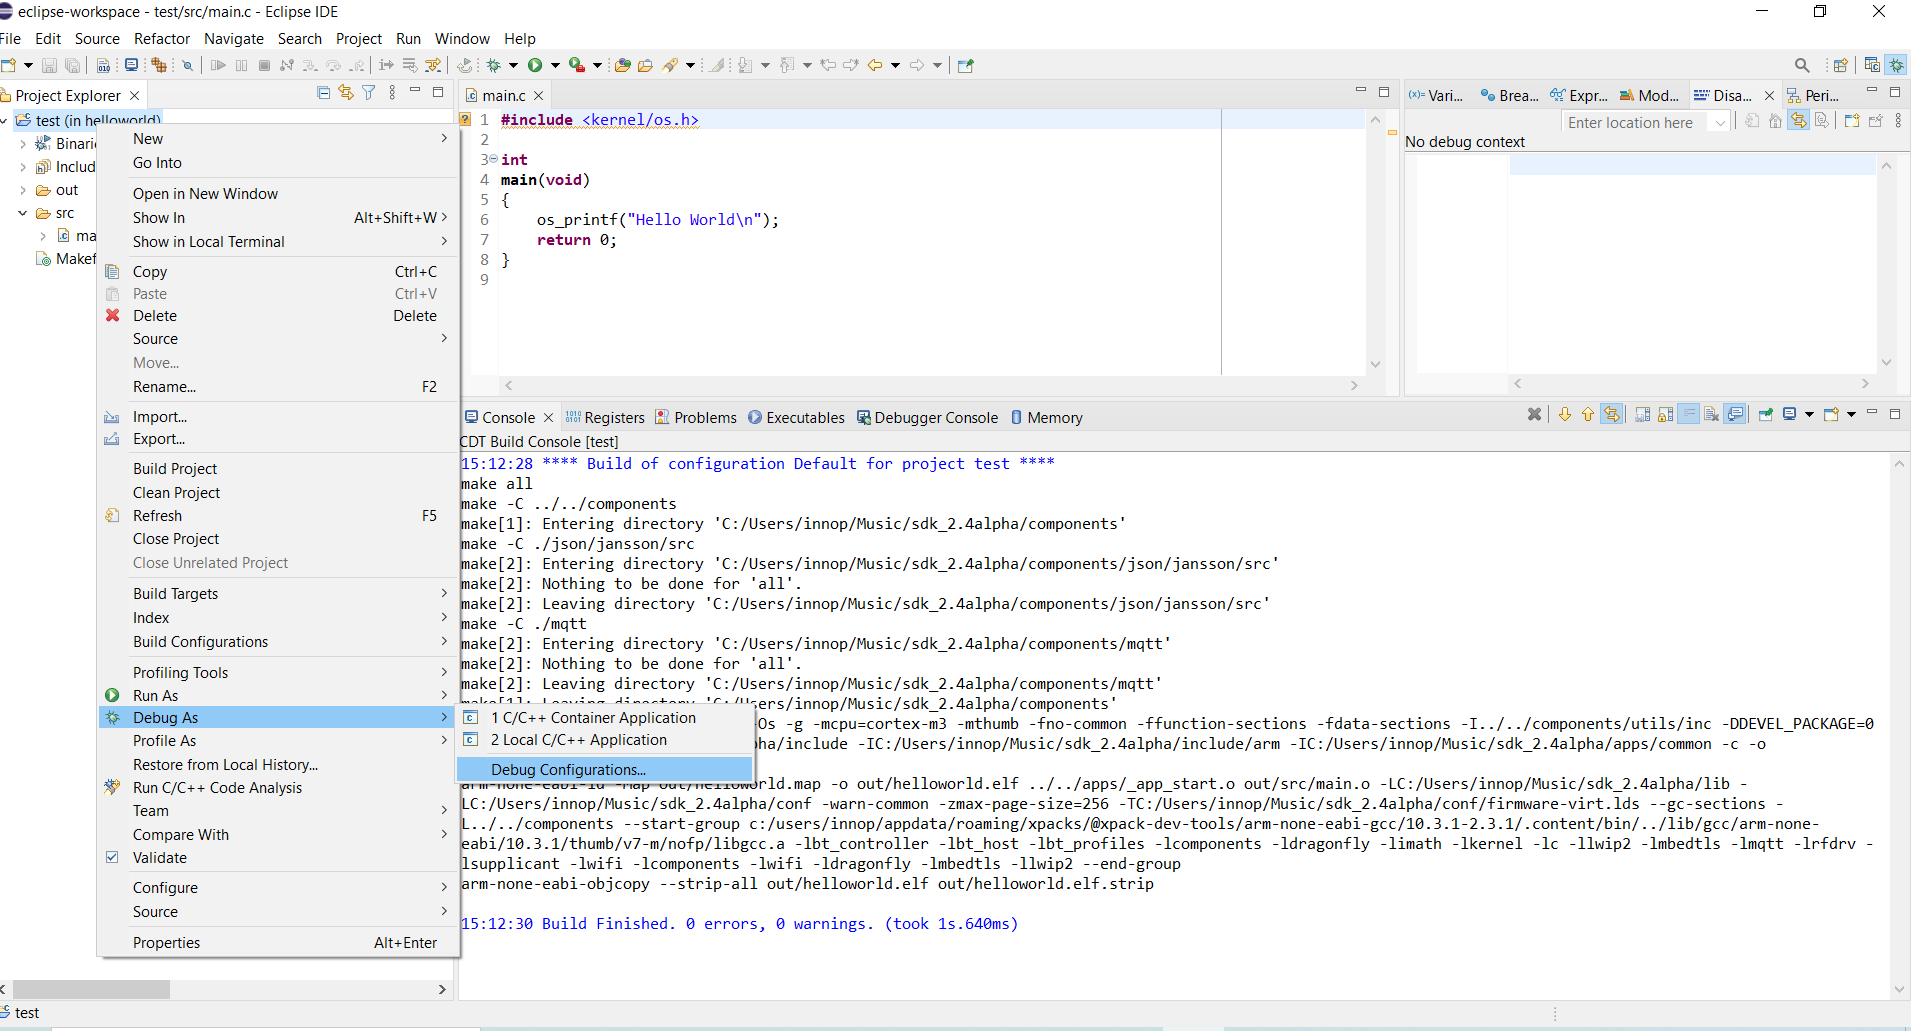 eclipse-workspace - test/src/main.c - Eclipse IDE
File Edit Source Refactor Navigate Search Project Run Window Help
Project Explorer
test (in helloworld)
Binari
Includ
out
src
ma
Makef
New
Go Into
Open in New Window
Show In Alt+Shift+W
Show in Local Terminal
Copy Ctrl+C
Paste Ctrl+V
Delete Delete
Source
Move...
Rename... F2
Import...
Export...
Build Project
Clean Project
Refresh F5
Close Project
Close Unrelated Project
Build Targets
Index
Build Configurations
Profiling Tools
Run As
Debug As
Profile As
Restore from Local History...
Run C/C++ Code Analysis
Team
Compare With
Validate
Configure
Source
Properties Alt+Enter
1 C/C++ Container Application
2 Local C/C++ Application
Debug Configurations...
main.c
1 #include <kernel/os.h>
2
3 int
4 main(void)
5 {
6 os_printf("Hello World\n");
7 return 0;
8 }
9
(x)= Vari... Brea... Expr... Mod... Disa... Peri...
Enter location here
No debug context
Console Registers Problems Executables Debugger Console Memory
CDT Build Console [test]
15:12:28 **** Build of configuration Default for project test ****
make all
make -C ../../components
make[1]: Entering directory 'C:/Users/innop/Music/sdk_2.4alpha/components'
make -C ./json/jansson/src
make[2]: Entering directory 'C:/Users/innop/Music/sdk_2.4alpha/components/json/jansson/src'
make[2]: Nothing to be done for 'all'.
make[2]: Leaving directory 'C:/Users/innop/Music/sdk_2.4alpha/components/json/jansson/src'
make -C ./mqtt
make[2]: Entering directory 'C:/Users/innop/Music/sdk_2.4alpha/components/mqtt'
make[2]: Nothing to be done for 'all'.
make[2]: Leaving directory 'C:/Users/innop/Music/sdk_2.4alpha/components/mqtt'
make[1]: Leaving directory 'C:/Users/innop/Music/sdk_2.4alpha/components'
-Os -g -mcpu=cortex-m3 -mthumb -fno-common -ffunction-sections -fdata-sections -I../../components/utils/inc -DDEVEL_PACKAGE=0
ha/include -IC:/Users/innop/Music/sdk_2.4alpha/include/arm -IC:/Users/innop/Music/sdk_2.4alpha/apps/common -c -o
arm-none-eabi-ld -Map out/helloworld.map -o out/helloworld.elf ../../apps/_app_start.o out/src/main.o -LC:/Users/innop/Music/sdk_2.4alpha/lib -
LC:/Users/innop/Music/sdk_2.4alpha/conf -warn-common -zmax-page-size=256 -TC:/Users/innop/Music/sdk_2.4alpha/conf/firmware-virt.lds --gc-sections -
L../../components --start-group c:/users/innop/appdata/roaming/xpacks/@xpack-dev-tools/arm-none-eabi-gcc/10.3.1-2.3.1/.content/bin/../lib/gcc/arm-none-
eabi/10.3.1/thumb/v7-m/nofp/libgcc.a -lbt_controller -lbt_host -lbt_profiles -lcomponents -ldragonfly -limath -lkernel -lc -llwip2 -lmbedtls -lmqtt -lrfdrv -
lsupplicant -lwifi -lcomponents -lwifi -ldragonfly -lmbedtls -llwip2 --end-group
arm-none-eabi-objcopy --strip-all out/helloworld.elf out/helloworld.elf.strip
15:12:30 Build Finished. 0 errors, 0 warnings. (took 1s.640ms)
test